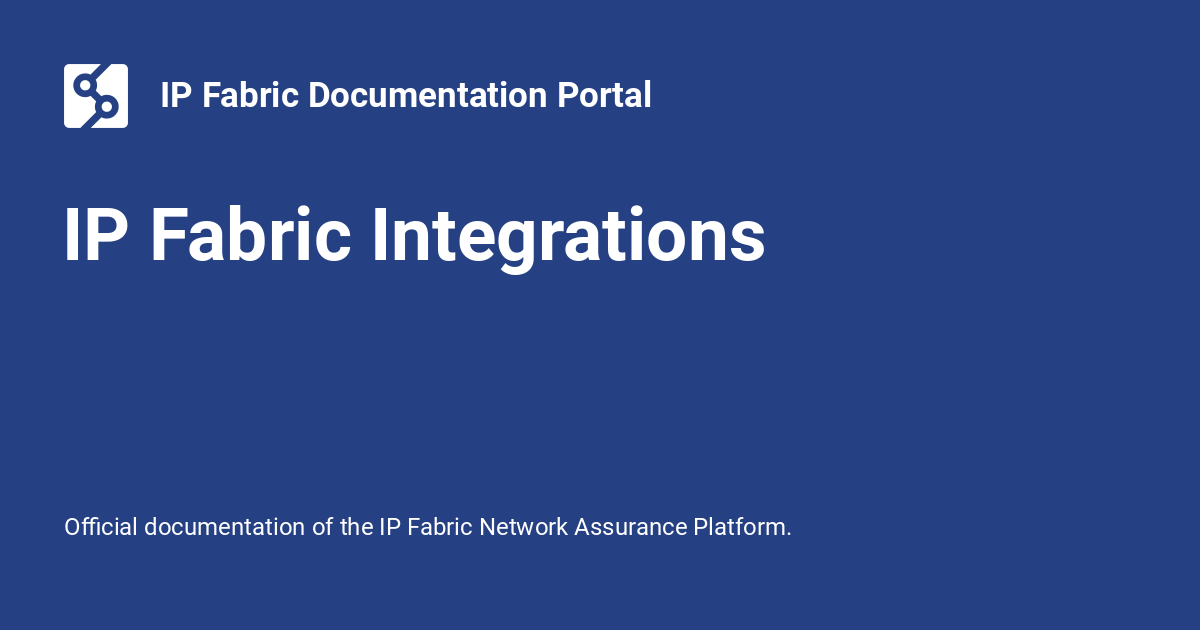 IP Fabric Documentation Portal
IP Fabric Integrations
Official documentation of the IP Fabric Network Assurance Platform.